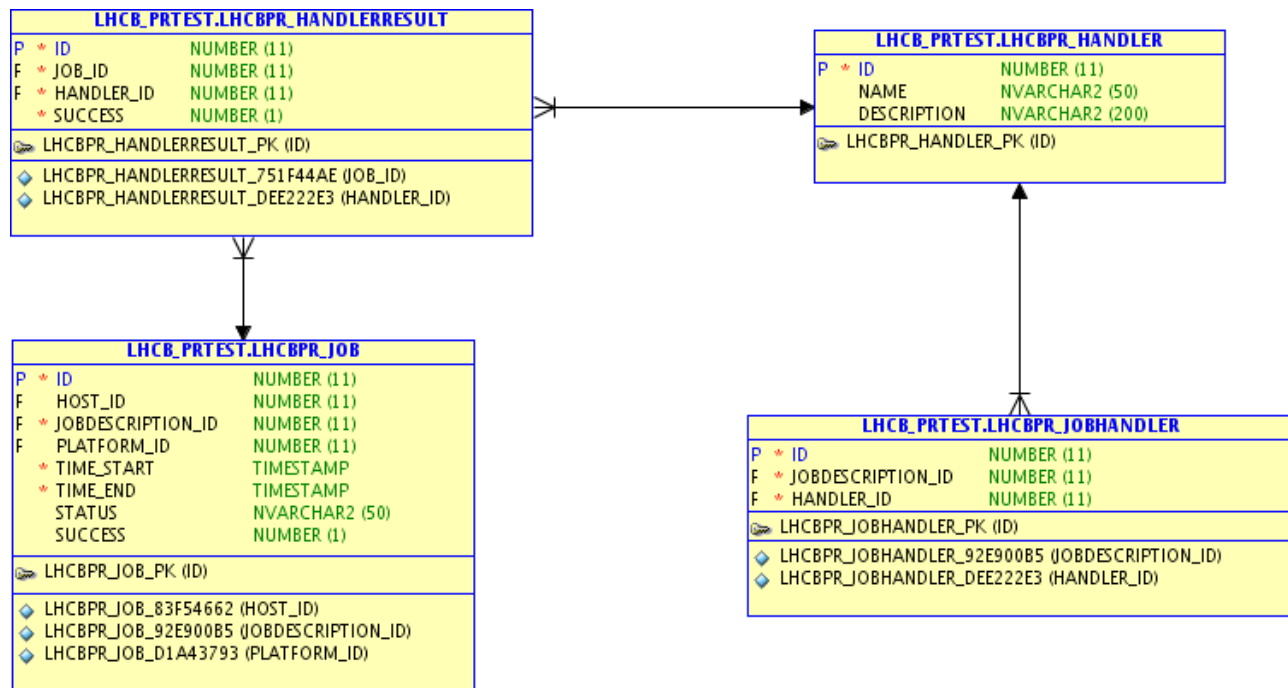 LHCB_PRTEST.LHCBPR_HANDLERRESULT
P * ID NUMBER (11)
F * JOB_ID NUMBER (11)
F * HANDLER_ID NUMBER (11)
* SUCCESS NUMBER (1)
LHCBPR_HANDLERRESULT_PK (ID)
LHCBPR_HANDLERRESULT_751F44AE (JOB_ID)
LHCBPR_HANDLERRESULT_DEE222E3 (HANDLER_ID)
LHCB_PRTEST.LHCBPR_HANDLER
P * ID NUMBER (11)
NAME NVARCHAR2 (50)
DESCRIPTION NVARCHAR2 (200)
LHCBPR_HANDLER_PK (ID)
LHCB_PRTEST.LHCBPR_JOB
P * ID NUMBER (11)
F HOST_ID NUMBER (11)
F * JOBDESCRIPTION_ID NUMBER (11)
F PLATFORM_ID NUMBER (11)
* TIME_START TIMESTAMP
* TIME_END TIMESTAMP
STATUS NVARCHAR2 (50)
SUCCESS NUMBER (1)
LHCBPR_JOB_PK (ID)
LHCBPR_JOB_83F54662 (HOST_ID)
LHCBPR_JOB_92E900B5 (JOBDESCRIPTION_ID)
LHCBPR_JOB_D1A43793 (PLATFORM_ID)
LHCB_PRTEST.LHCBPR_JOBHANDLER
P * ID NUMBER (11)
F * JOBDESCRIPTION_ID NUMBER (11)
F * HANDLER_ID NUMBER (11)
LHCBPR_JOBHANDLER_PK (ID)
LHCBPR_JOBHANDLER_92E900B5 (JOBDESCRIPTION_ID)
LHCBPR_JOBHANDLER_DEE222E3 (HANDLER_ID)